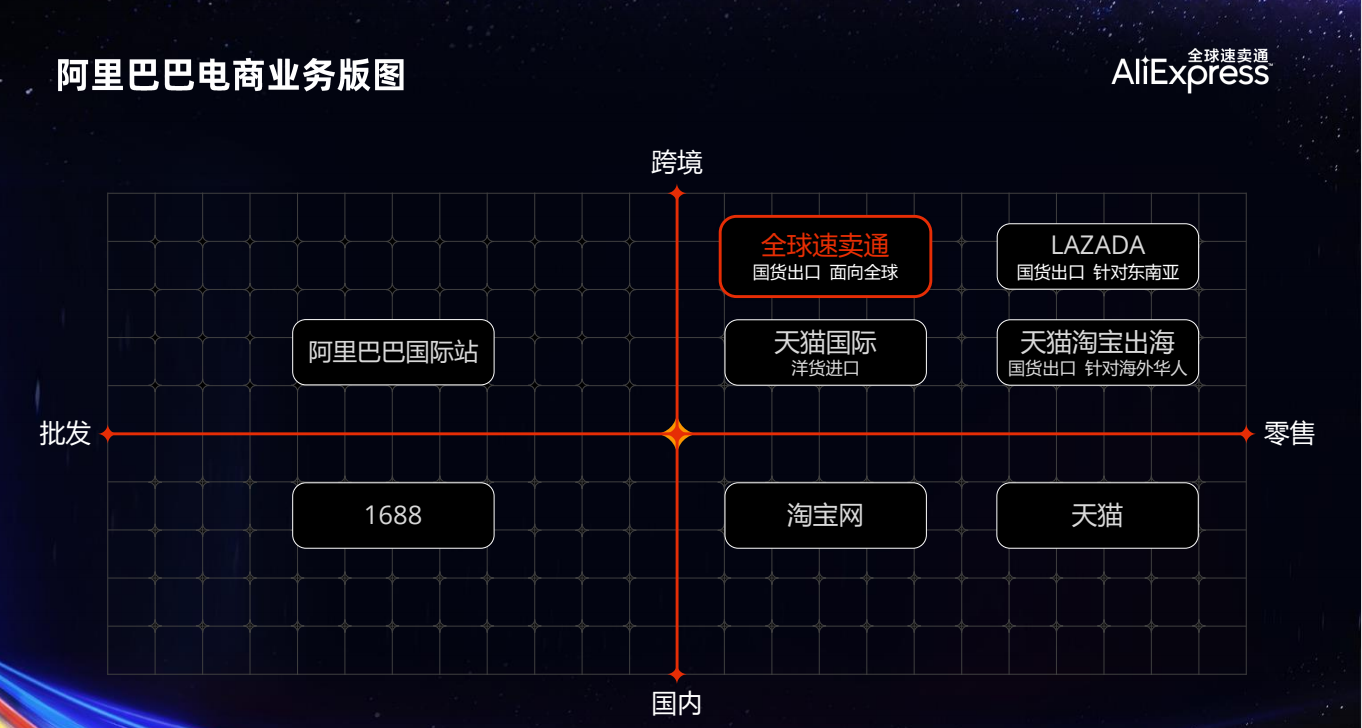 阿里巴巴电商业务版图
全球速卖通
AliExpress
跨境
全球速卖通
国货出口 面向全球
LAZADA
国货出口 针对东南亚
阿里巴巴国际站
天猫国际
洋货进口
天猫淘宝出海
国货出口 针对海外华人
批发
零售
1688
淘宝网
天猫
国内